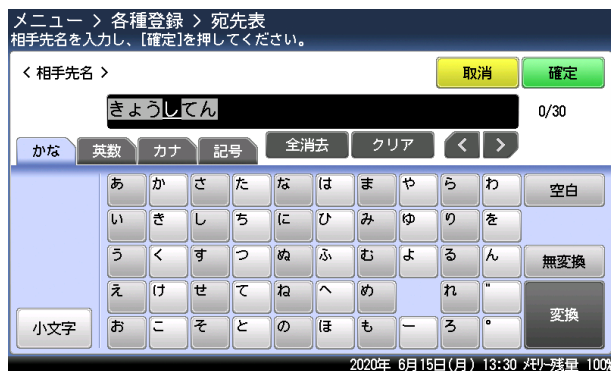 メニュー > 各種登録 > 宛先表
相手先名を入力し、[確定]を押してください。
< 相手先名 >
取消
確定
きょうしてん
0/30
かな 英数 カナ 記号 全消去 クリア < >
あ か さ た な は ま や ら わ 空白
い き し ち に ひ み ゆ り を
う く す つ ぬ ふ む よ る ん 無変換
え け せ て ね へ め れ ゛ 変換
小文字 お こ そ と の ほ も ー ろ ゜
2020年 6月15日(月) 13:30 メモリー残量 100%